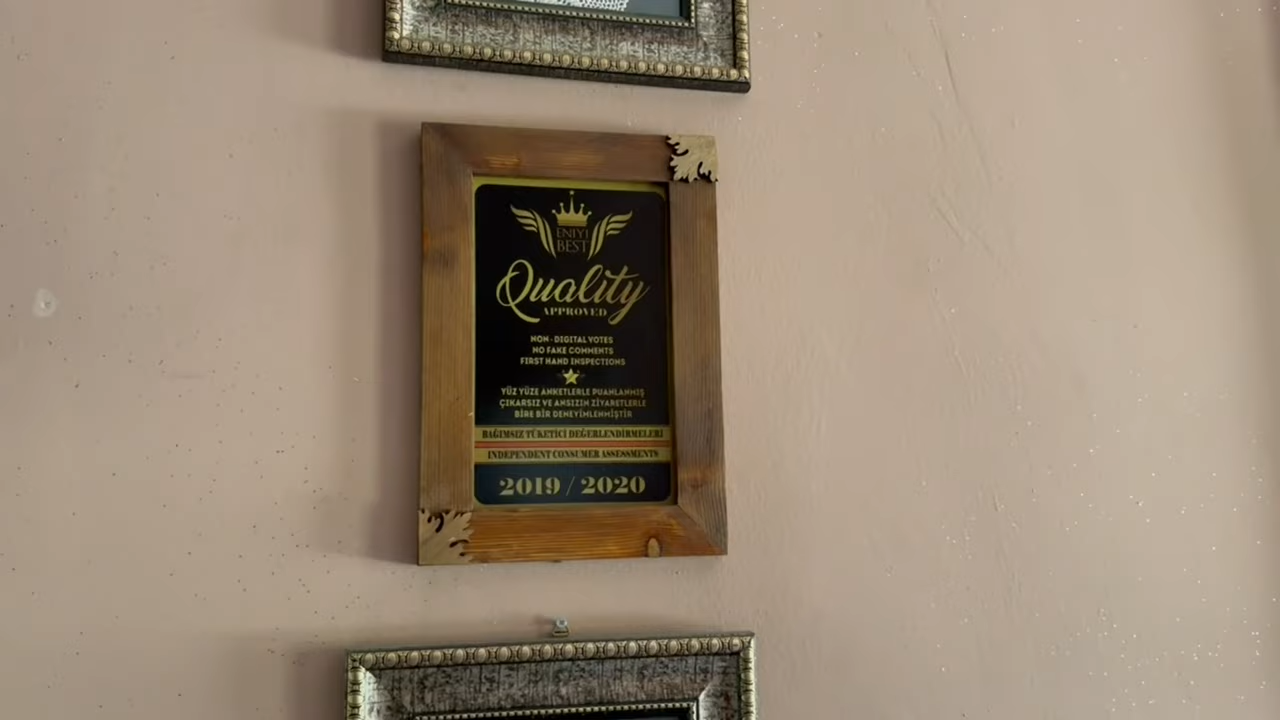 ENIYI
BEST
Quality
APPROVED
NON - DIGITAL VOTES
NO FAKE COMMENTS
FIRST HAND INSPECTIONS
YÜZ YÜZE ANKETLERLE PUANLANMIŞ
ÇIKARSIZ VE ANSIZIN ZİYARETLERLE
BİRE BİR DENEYİMLENMİŞTİR
BAĞIMSIZ TÜKETİCİ DEĞERLENDİRMELERİ
INDEPENDENT CONSUMER ASSESSMENTS
2019 / 2020